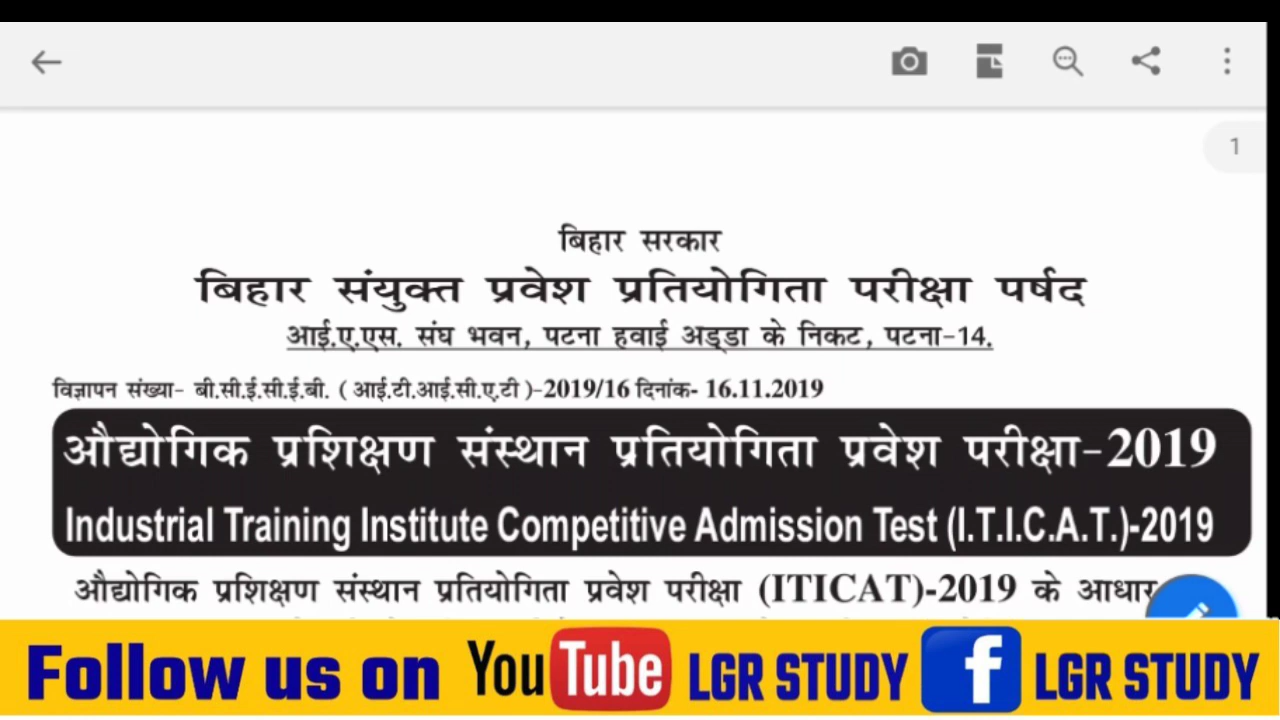 1
बिहार सरकार
बिहार संयुक्त प्रवेश प्रतियोगिता परीक्षा पर्षद
आई.ए.एस. संघ भवन, पटना हवाई अड्डा के निकट, पटना-14.
विज्ञापन संख्या- बी.सी.ई.सी.ई.बी. ( आई.टी.आई.सी.ए.टी )-2019/16 दिनांक- 16.11.2019
औद्योगिक प्रशिक्षण संस्थान प्रतियोगिता प्रवेश परीक्षा-2019
Industrial Training Institute Competitive Admission Test (I.T.I.C.A.T.)-2019
औद्योगिक प्रशिक्षण संस्थान प्रतियोगिता प्रवेश परीक्षा (ITICAT)-2019 के आधार
Follow us on YouTube LGR STUDY f LGR STUDY